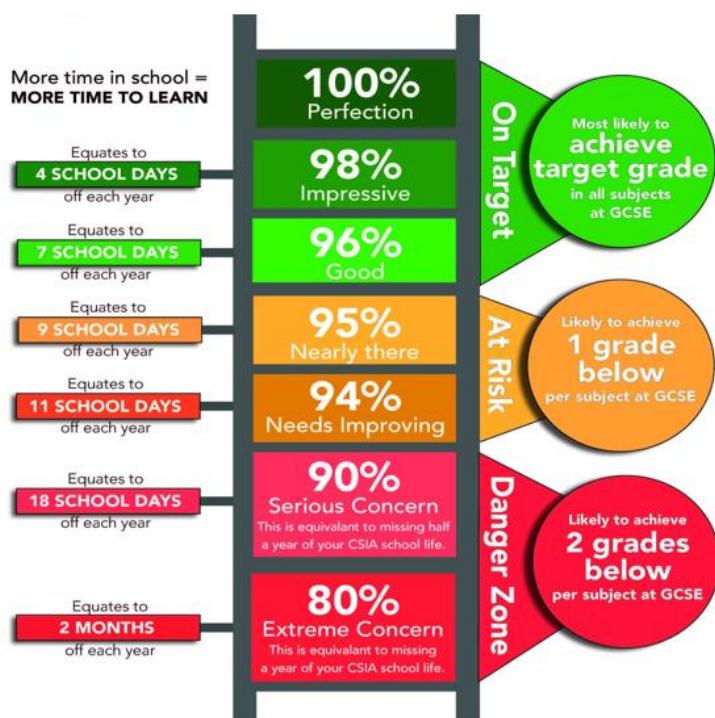 More time in school =
MORE TIME TO LEARN
100%
Perfection
Equates to
4 SCHOOL DAYS
off each year
98%
Impressive
Equates to
7 SCHOOL DAYS
off each year
96%
Good
On Target
Most likely to
achieve
target grade
in all subjects
at GCSE
Equates to
9 SCHOOL DAYS
off each year
95%
Nearly there
Equates to
11 SCHOOL DAYS
off each year
94%
Needs Improving
At Risk
Likely to achieve
1 grade
below
per subject at GCSE
Equates to
18 SCHOOL DAYS
off each year
90%
Serious Concern
This is equivalant to missing half
a year of your CSIA school life.
Equates to
2 MONTHS
off each year
80%
Extreme Concern
This is equivalant to missing
a year of your CSIA school life.
Danger Zone
Likely to achieve
2 grades
below
per subject at GCSE